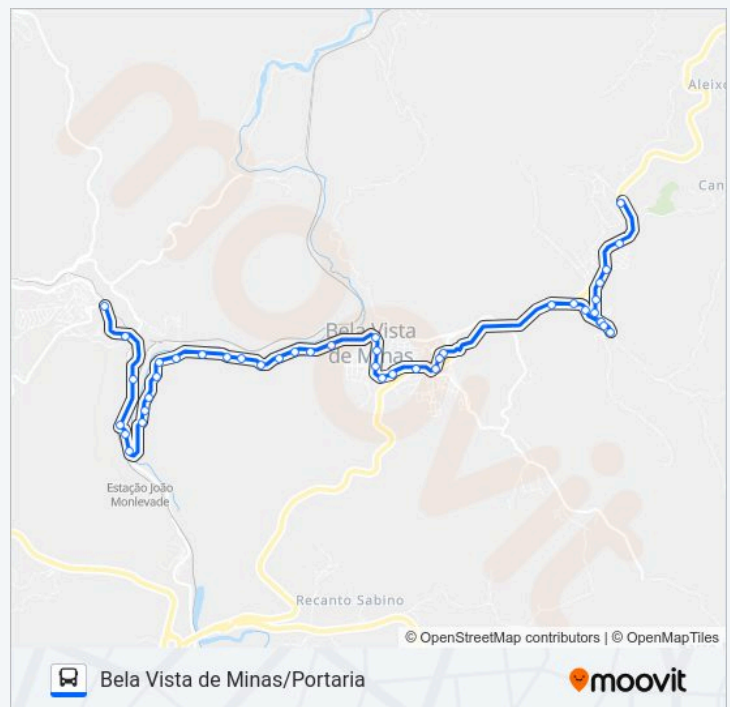 Aleixo
Can
Bela Vista
de Minas
Estação João
Monlevade
Recanto Sabino
moovit
© OpenStreetMap contributors | © OpenMapTiles
Bela Vista de Minas/Portaria
moovit